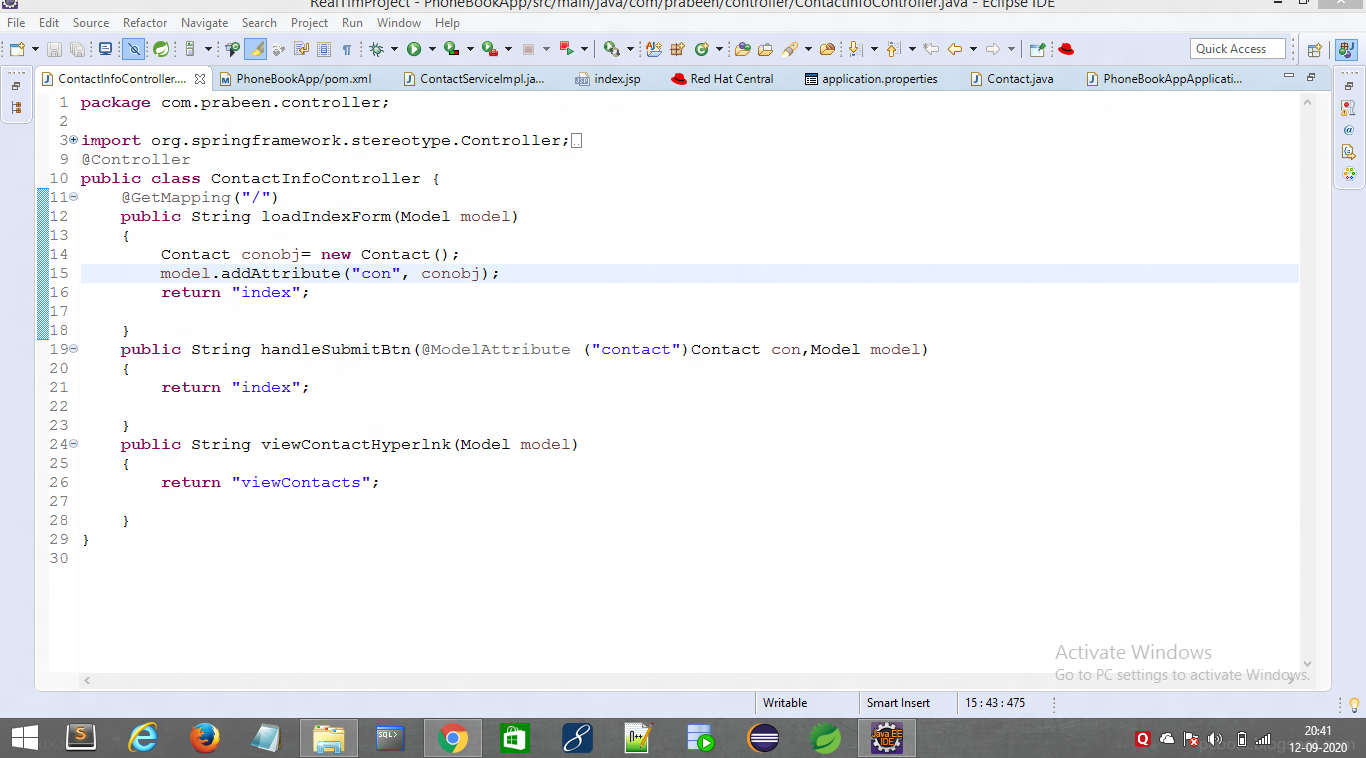 RealTimProject - PhoneBookApp/src/main/java/com/prabeen/controller/ContactInfoController.java - Eclipse IDE
File Edit Source Refactor Navigate Search Project Run Window Help
Quick Access
ContactInfoController.... PhoneBookApp/pom.xml ContactServiceImpl.ja... index.jsp Red Hat Central application.properties Contact.java PhoneBookAppApplicati...
1 package com.prabeen.controller;
2
3 import org.springframework.stereotype.Controller;
9 @Controller
10 public class ContactInfoController {
11 @GetMapping("/")
12 public String loadIndexForm(Model model)
13 {
14 Contact conobj= new Contact();
15 model.addAttribute("con", conobj);
16 return "index";
17
18 }
19 public String handleSubmitBtn(@ModelAttribute ("contact")Contact con,Model model)
20 {
21 return "index";
22
23 }
24 public String viewContactHyperlnk(Model model)
25 {
26 return "viewContacts";
27
28 }
29 }
30
Activate Windows
Go to PC settings to activate Windows.
Writable Smart Insert 15 : 43 : 475
SQL>
Java EE
IDE
20:41
12-09-2020